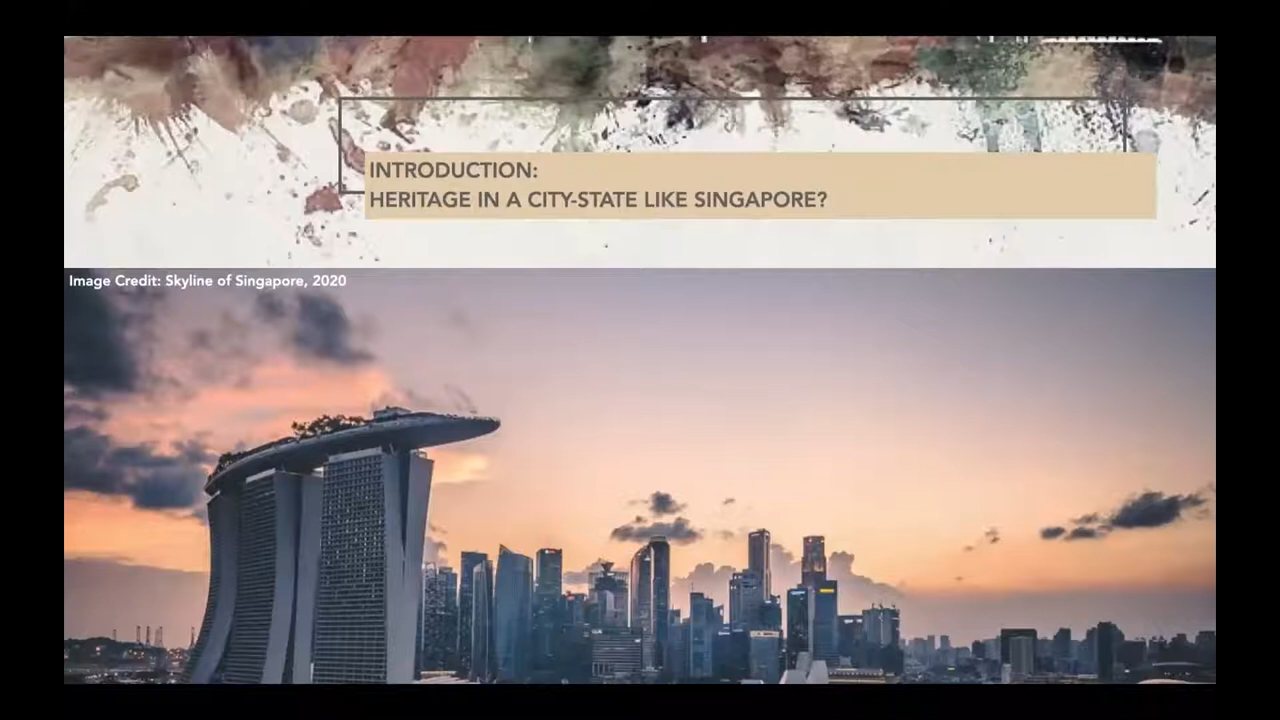 INTRODUCTION:
HERITAGE IN A CITY-STATE LIKE SINGAPORE?
Image Credit: Skyline of Singapore, 2020